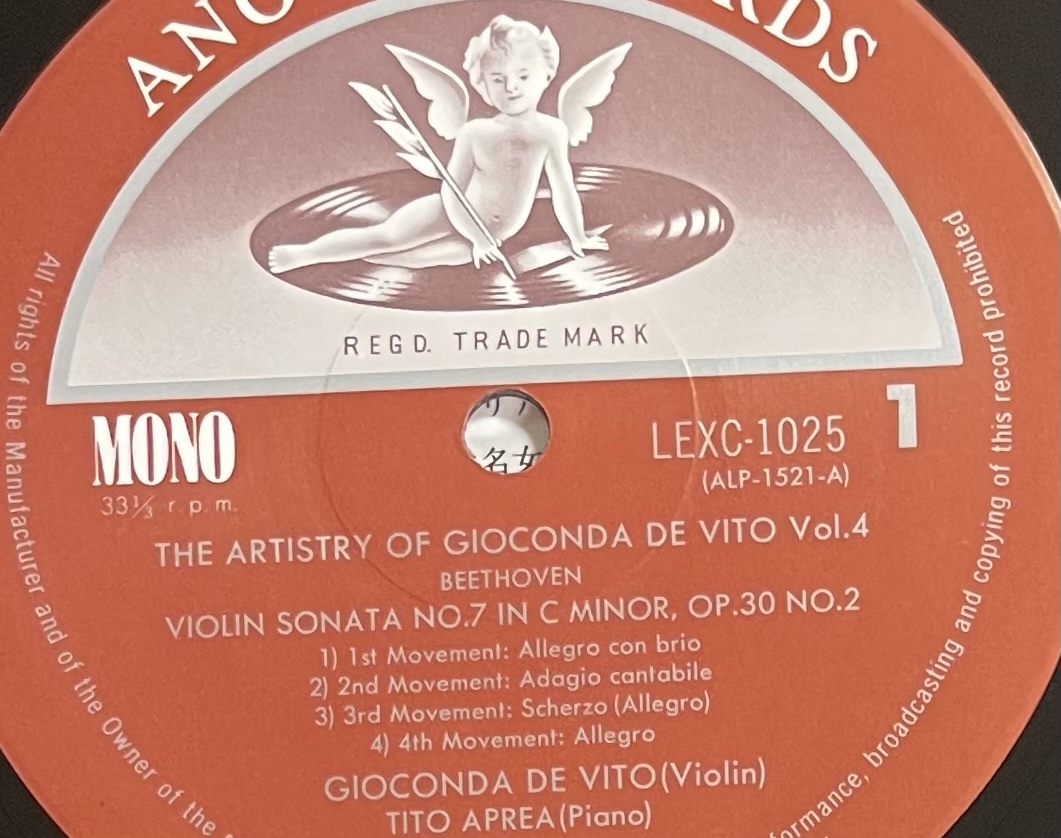 REGD. TRADE MARK
MONO
33⅓ r.p.m.
LEXC-1025
1
(ALP-1521-A)
THE ARTISTRY OF GIOCONDA DE VITO Vol.4
BEETHOVEN
VIOLIN SONATA NO.7 IN C MINOR, OP.30 NO.2
1) 1st Movement: Allegro con brio
2) 2nd Movement: Adagio cantabile
3) 3rd Movement: Scherzo (Allegro)
4) 4th Movement: Allegro
GIOCONDA DE VITO(Violin)
TITO APREA(Piano)
All rights of the Manufacturer and of the Owner of the
broadcasting and copying of this record prohibited
名女